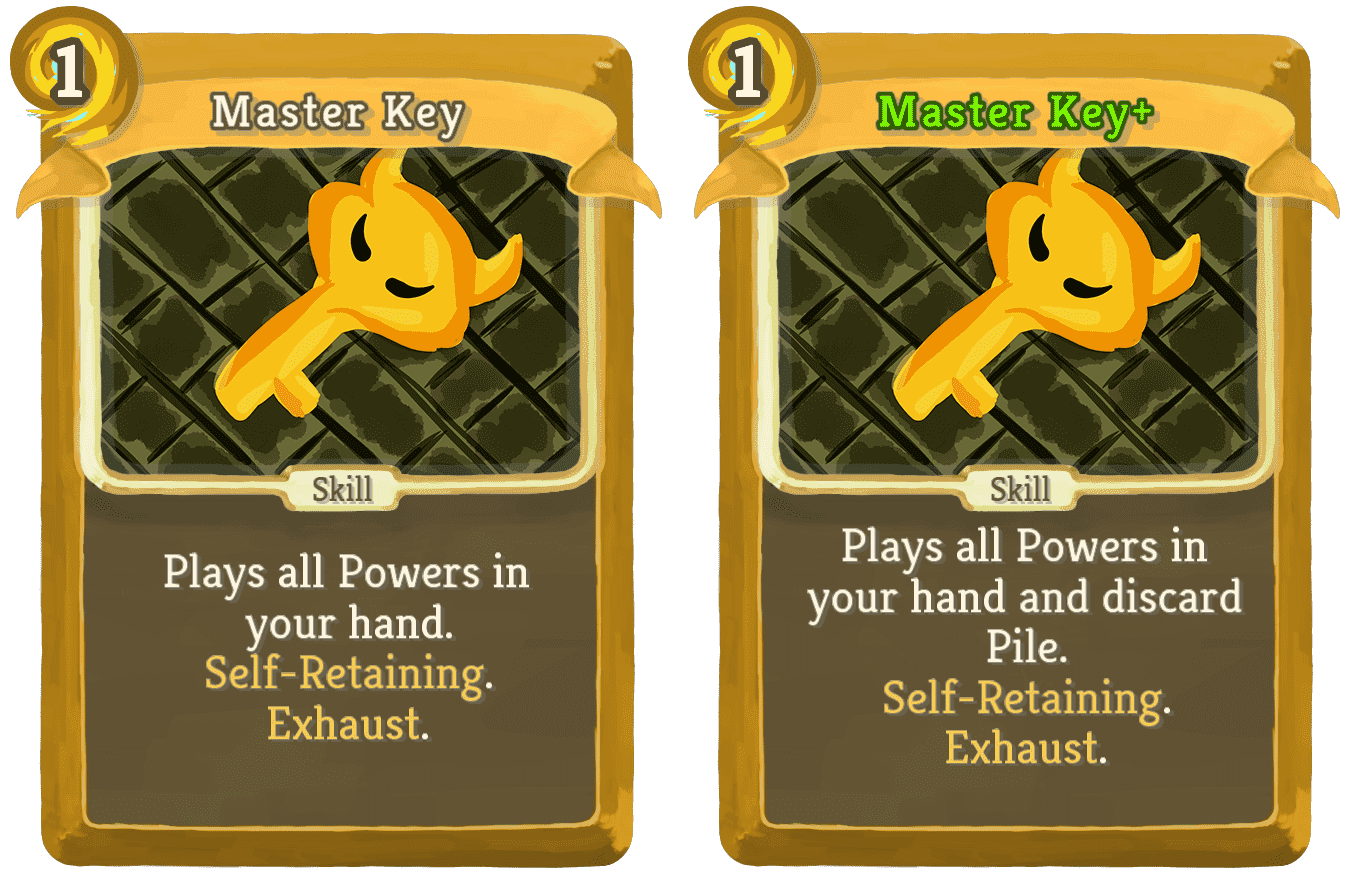 1
Master Key
Skill
Plays all Powers in
your hand.
Self-Retaining.
Exhaust.
1
Master Key+
Skill
Plays all Powers in
your hand and discard
Pile.
Self-Retaining.
Exhaust.